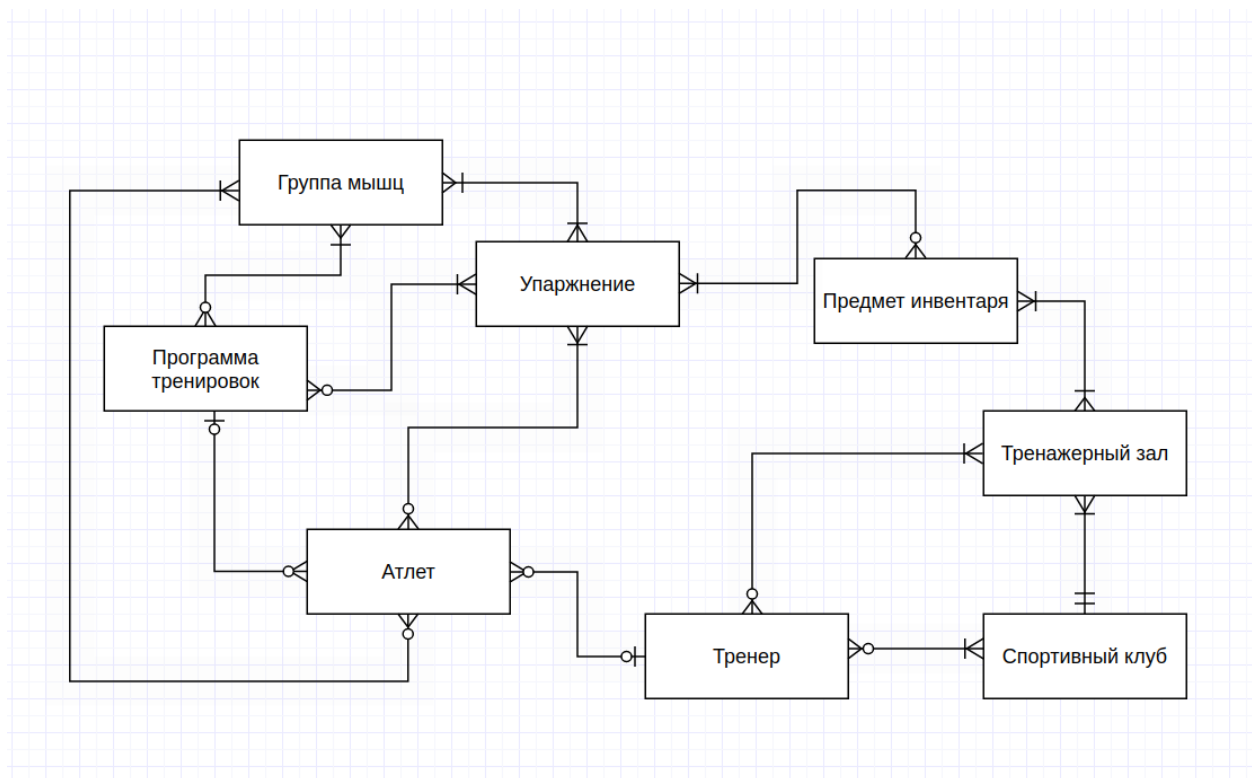 Группа мышц
Упаржнение
Предмет инвентаря
Программа
тренировок
Тренажерный зал
Атлет
Тренер
Спортивный клуб